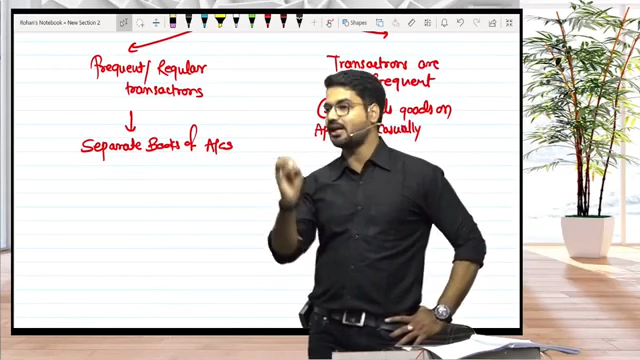 Rohan's Notebook • New Section 2
Shapes
Frequent/ Regular
transactions
Separate Books of A/cs
Transactions are
frequent
goods on
casually